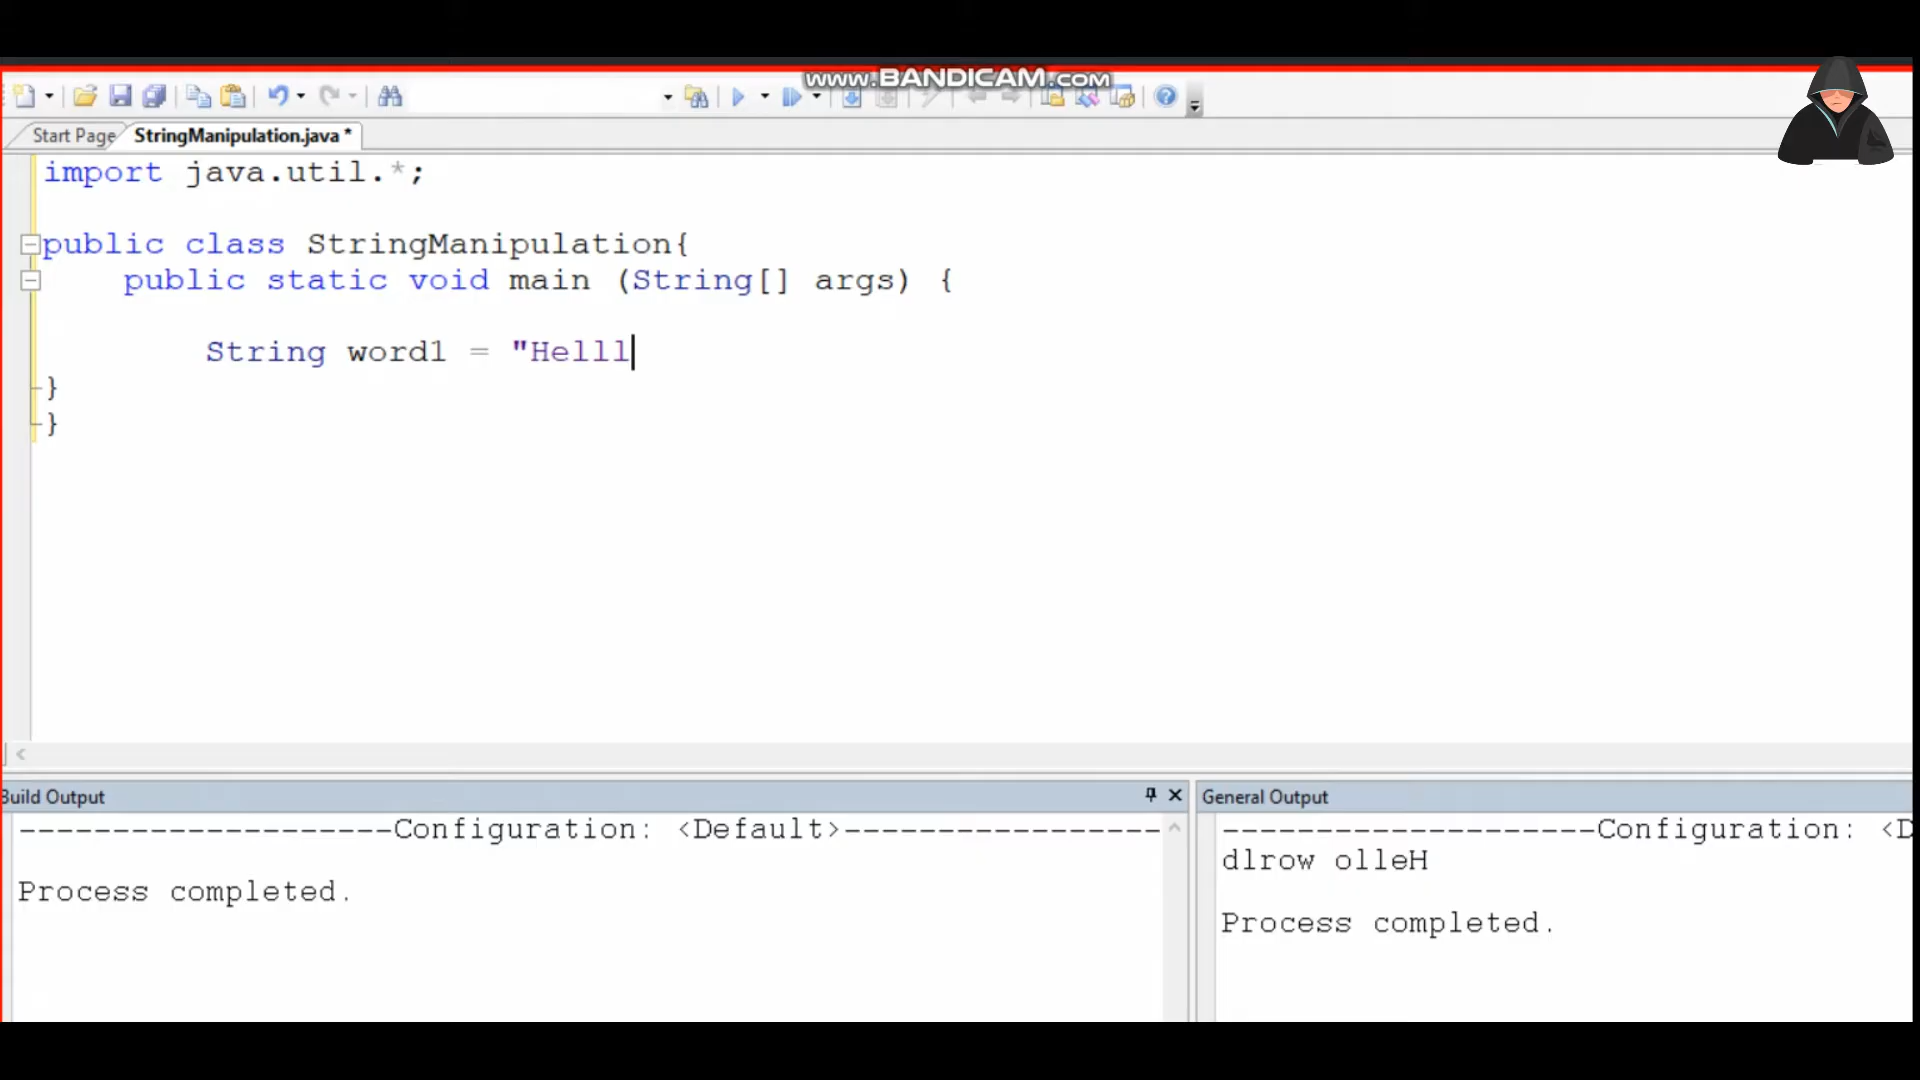 www.BANDICAM.com
Start Page
StringManipulation.java *
import java.util.*;
public class StringManipulation{
public static void main (String[] args) {
String word1 = "Helll
}
}
Build Output
General Output
--------------------Configuration: <Default>-----------------
Process completed.
--------------------Configuration: <D
dlrow olleH
Process completed.